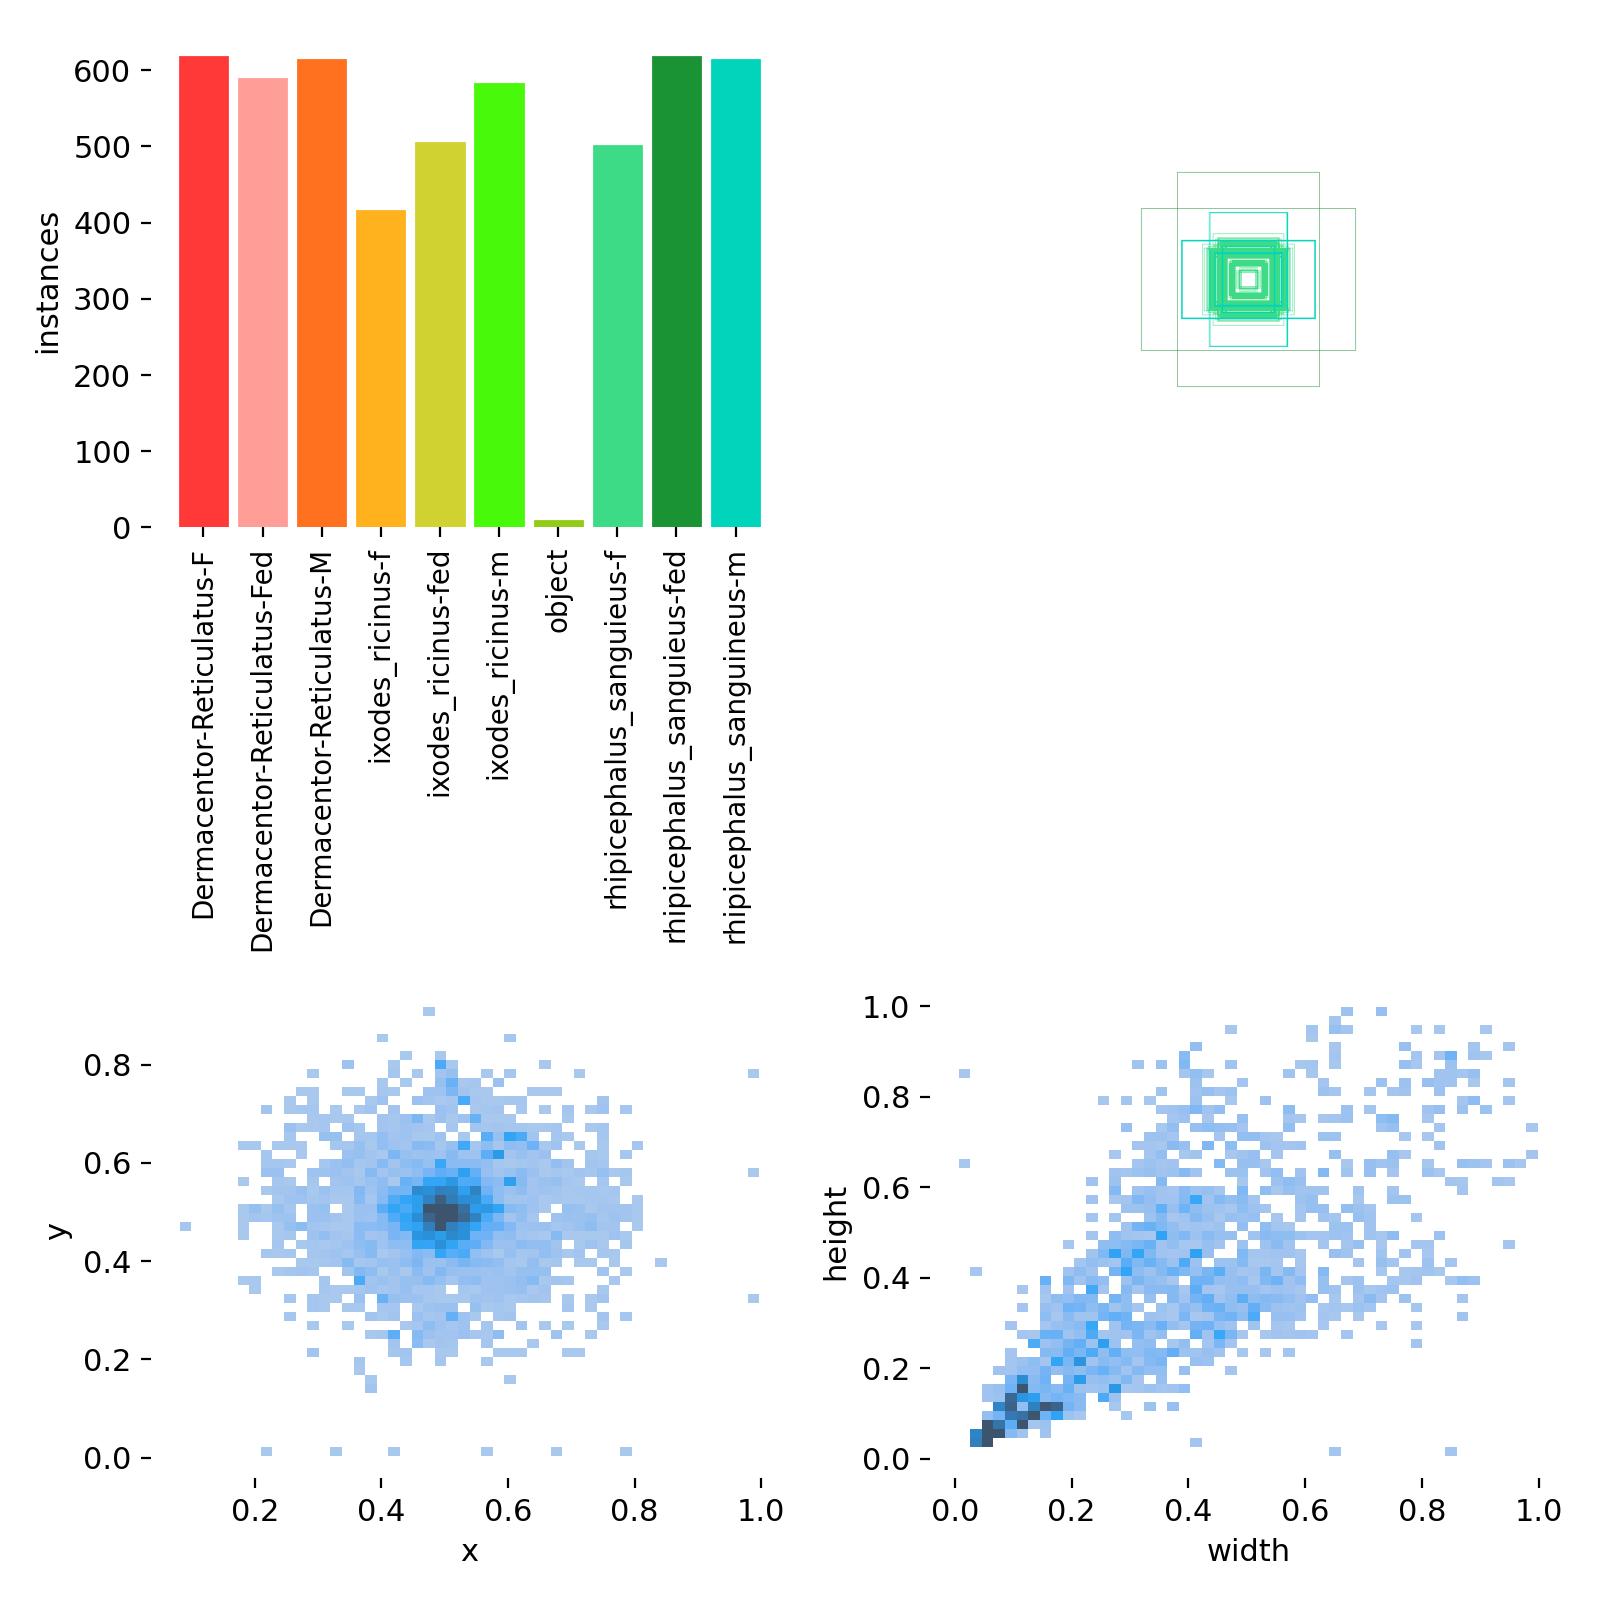 600
500
400
300
200
100
0
instances
Dermacentor-Reticulatus-F
Dermacentor-Reticulatus-Fed
Dermacentor-Reticulatus-M
ixodes_ricinus-f
ixodes_ricinus-fed
ixodes_ricinus-m
object
rhipicephalus_sanguieus-f
rhipicephalus_sanguieus-fed
rhipicephalus_sanguineus-m
0.8
0.6
0.4
0.2
0.0
y
0.2 0.4 0.6 0.8 1.0
x
1.0
0.8
0.6
0.4
0.2
0.0
height
0.0 0.2 0.4 0.6 0.8 1.0
width